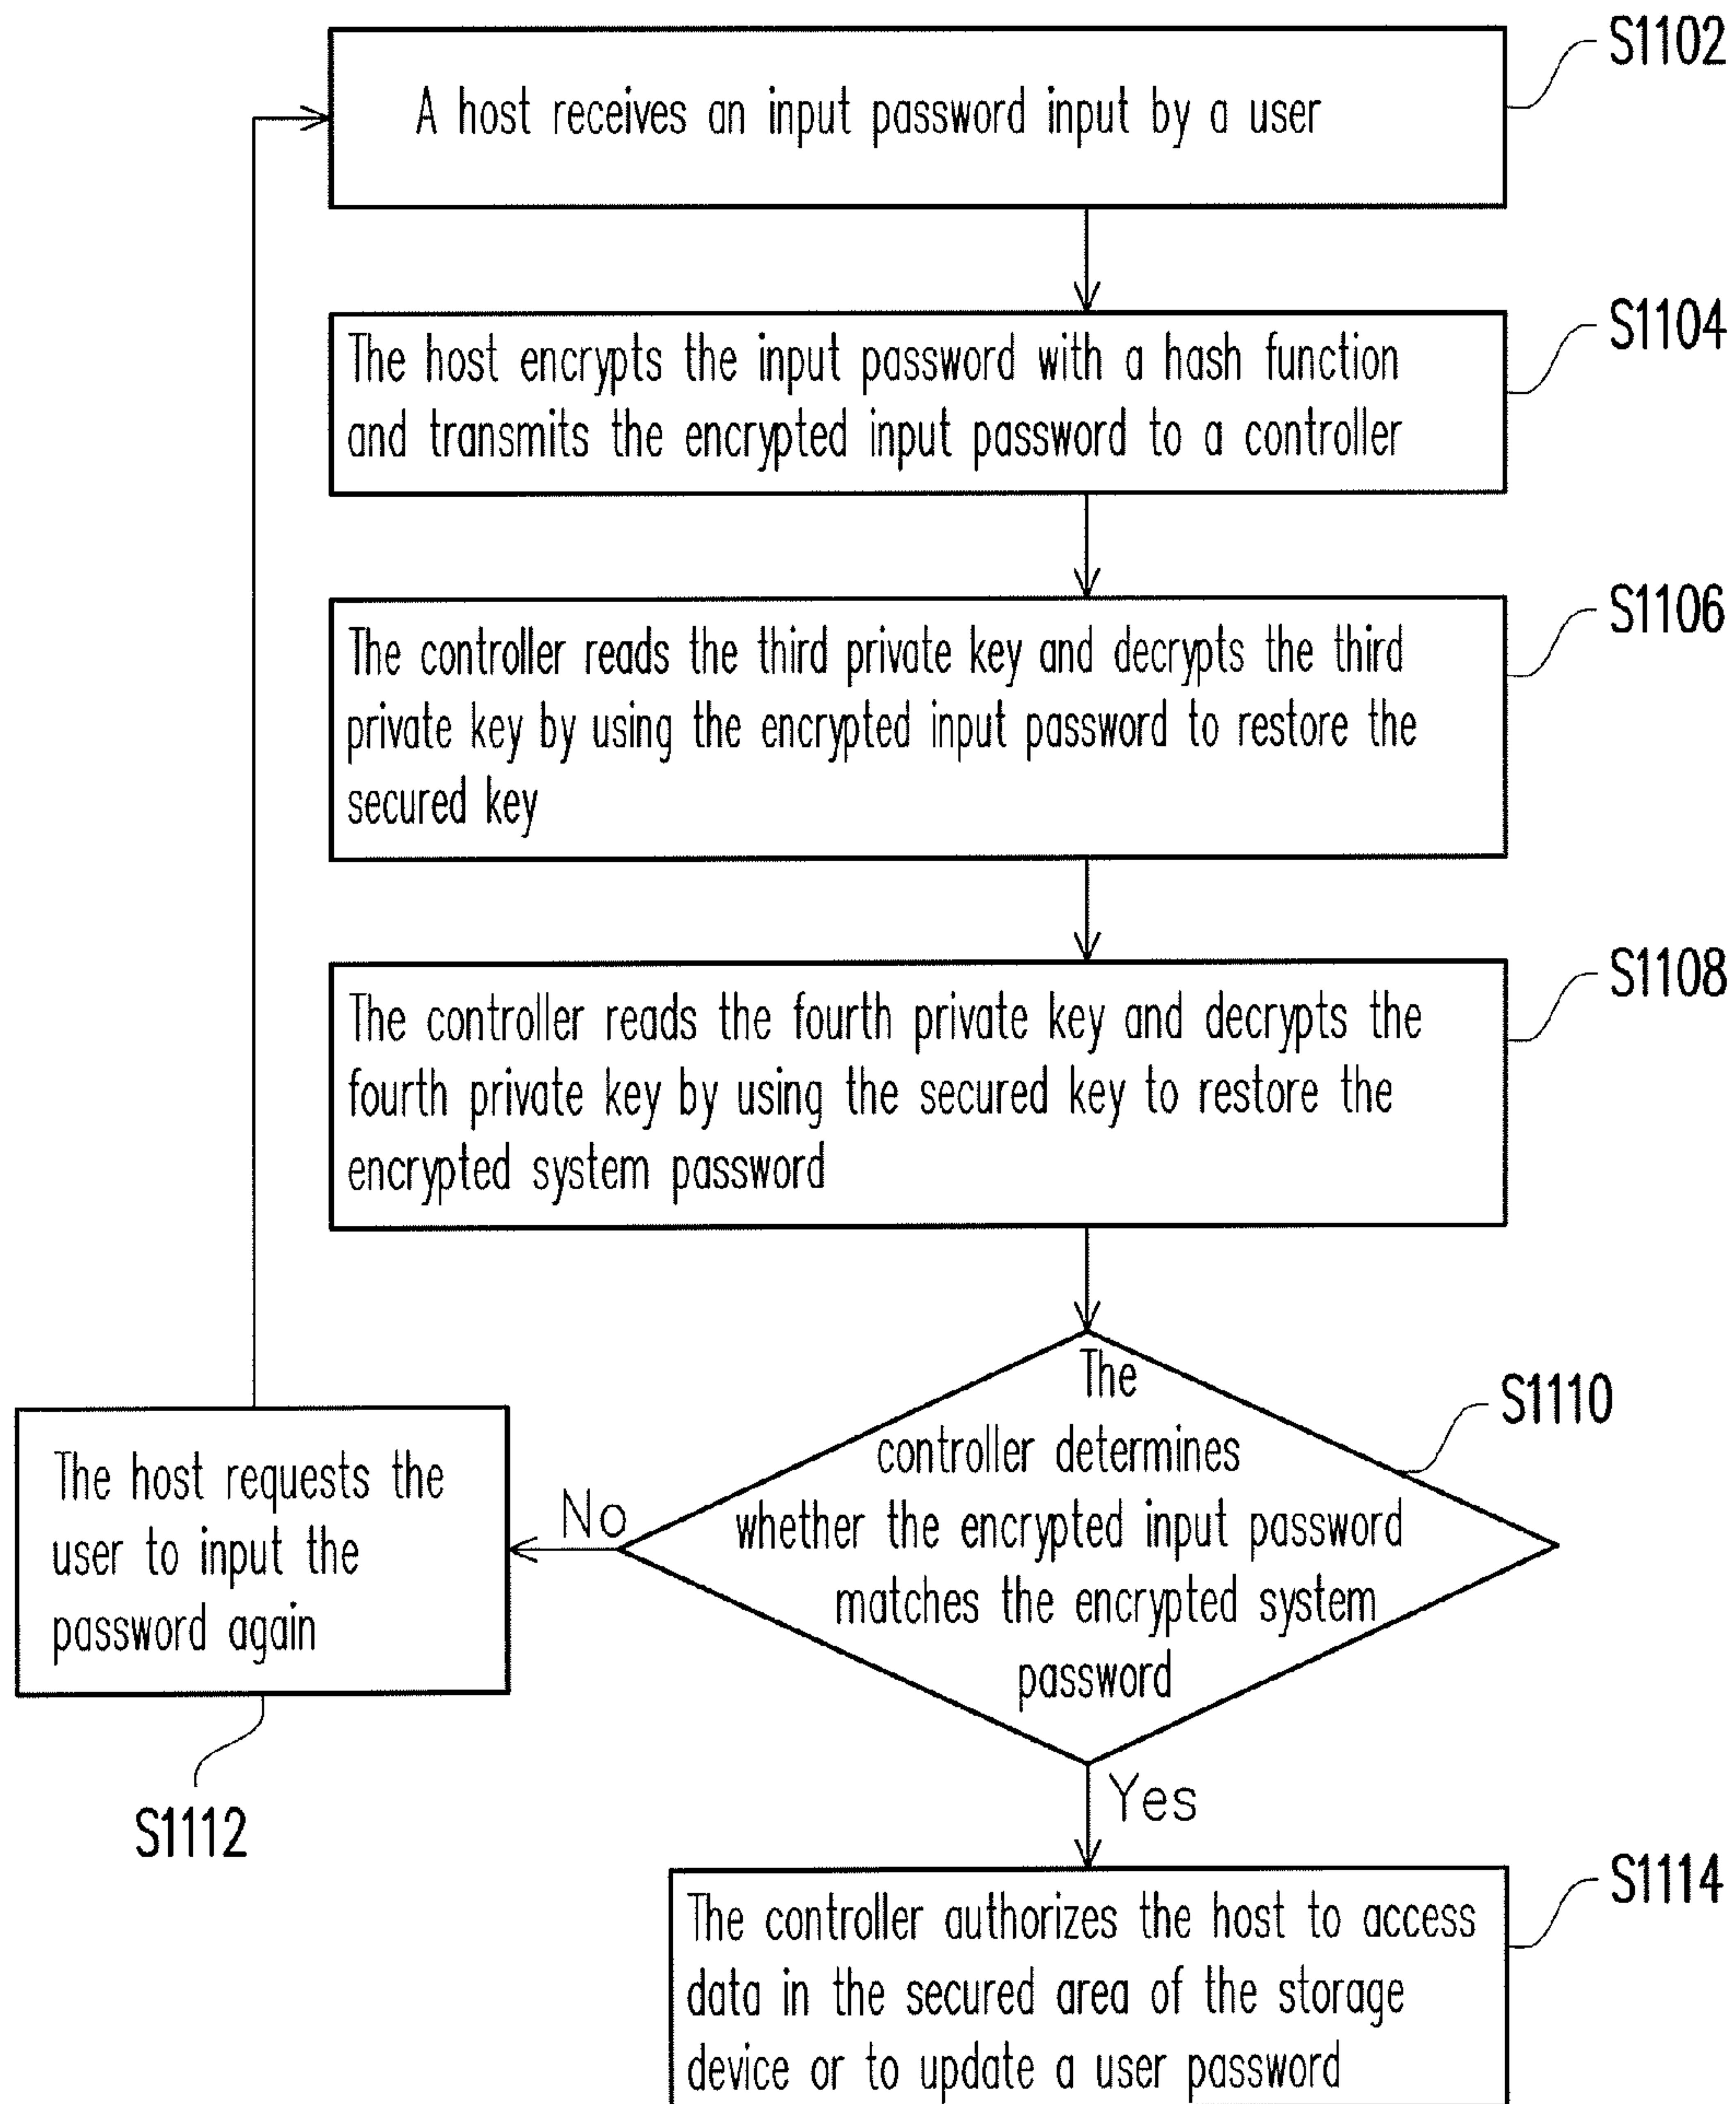 S1102
A host receives an input password input by a user
S1104
The host encrypts the input password with a hash function
and transmits the encrypted input password to a controller
S1106
The controller reads the third private key and decrypts the third
private key by using the encrypted input password to restore the
secured key
S1108
The controller reads the fourth private key and decrypts the
fourth private key by using the secured key to restore the
encrypted system password
S1110
The
controller determines
whether the encrypted input password
matches the encrypted system
password
No
The host requests the
user to input the
password again
S1112
Yes
S1114
The controller authorizes the host to access
data in the secured area of the storage
device or to update a user password